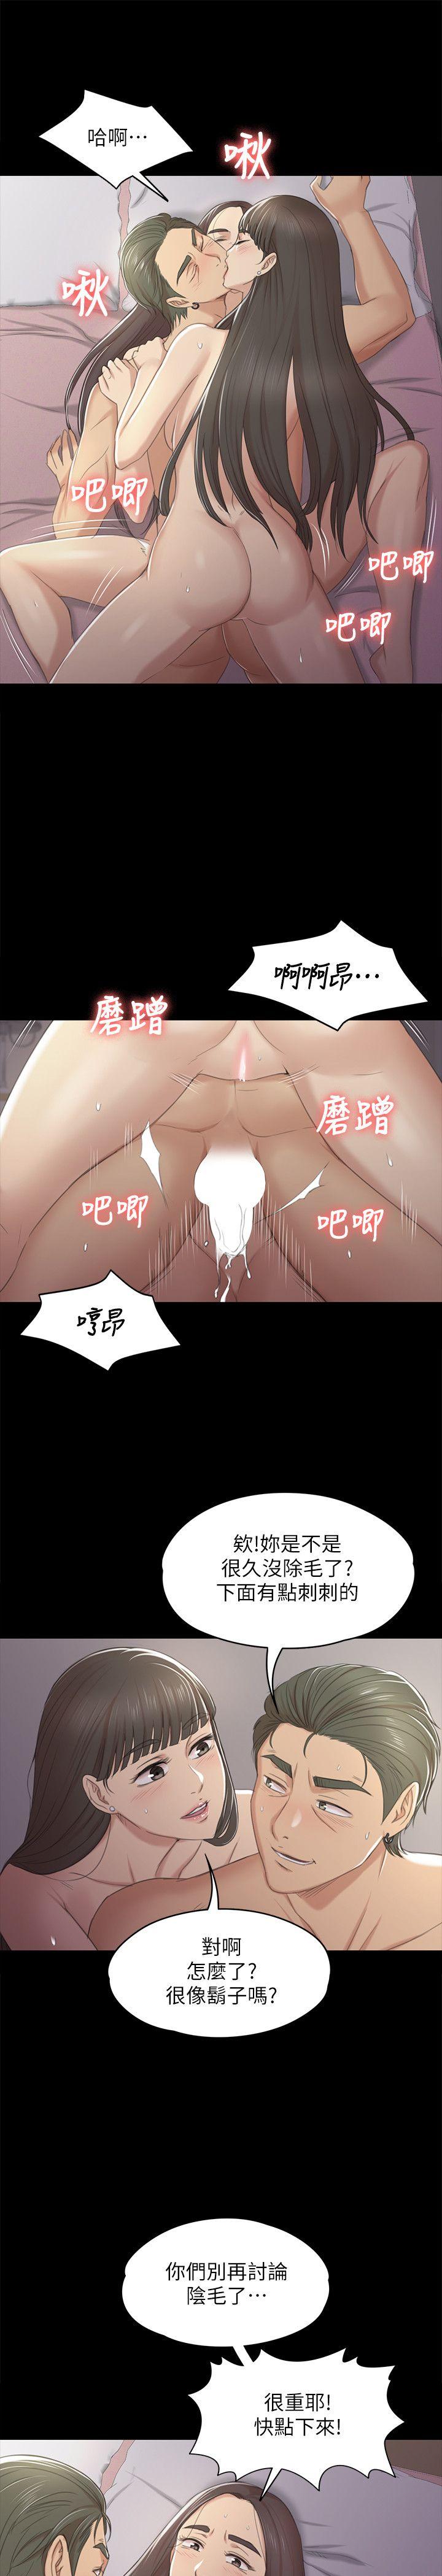 哈啊⋯
啾
啾
吧唧
吧唧
吧唧
啊啊昂⋯
磨蹭
磨蹭
吧唧
吧唧
哼昂
欸!妳是不是
很久沒除毛了?
下面有點刺刺的
對啊
怎麼了?
很像鬍子嗎?
你們別再討論
陰毛了⋯
很重耶!
快點下來!